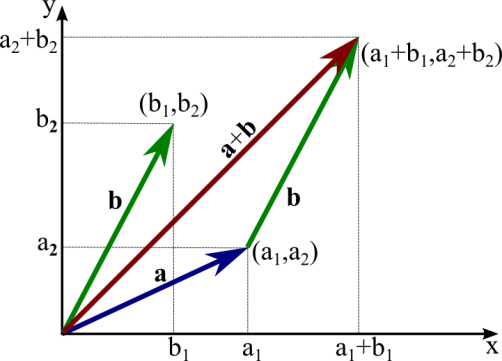 y
a₂+b₂
(a₁+b₁,a₂+b₂)
(b₁,b₂)
b₂
a+b
b
b
a₂
(a₁,a₂)
a
b₁
a₁
a₁+b₁
x